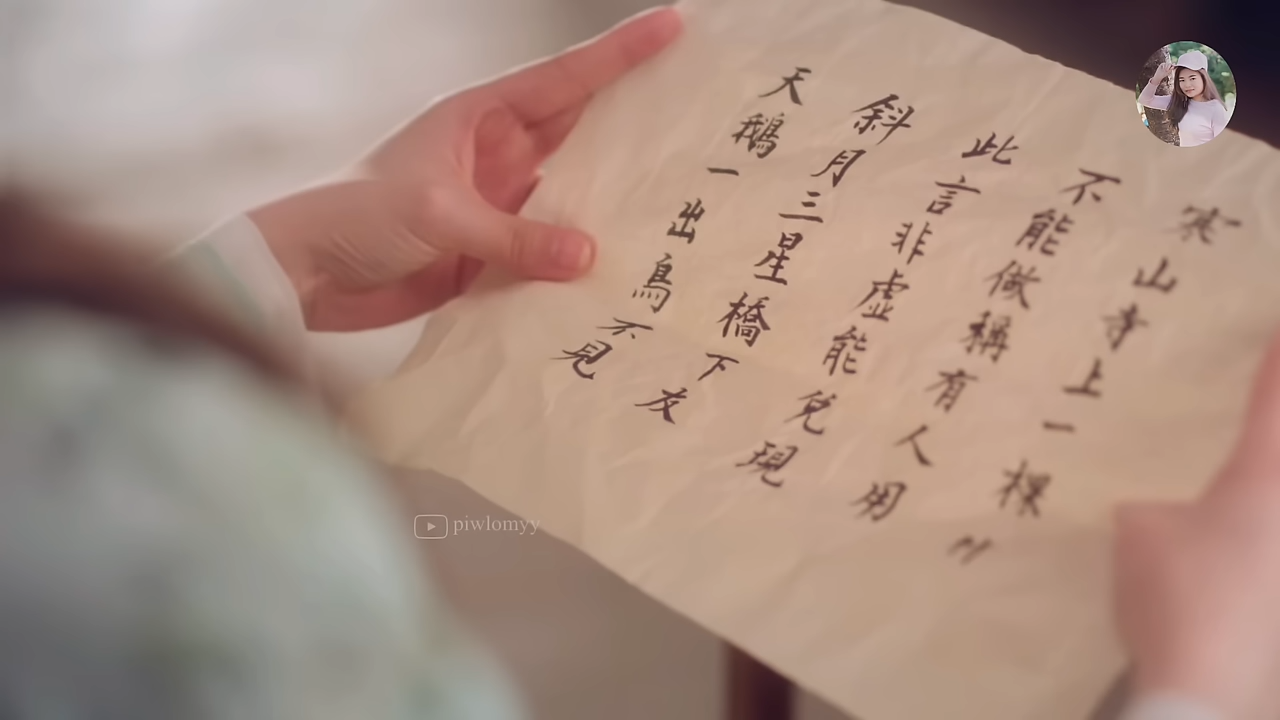 寒山寺上一棵
不能做稱有人用
此言非虛能兌現
斜月三星橋下友
天鵝一出鳥不見
piwlomyy